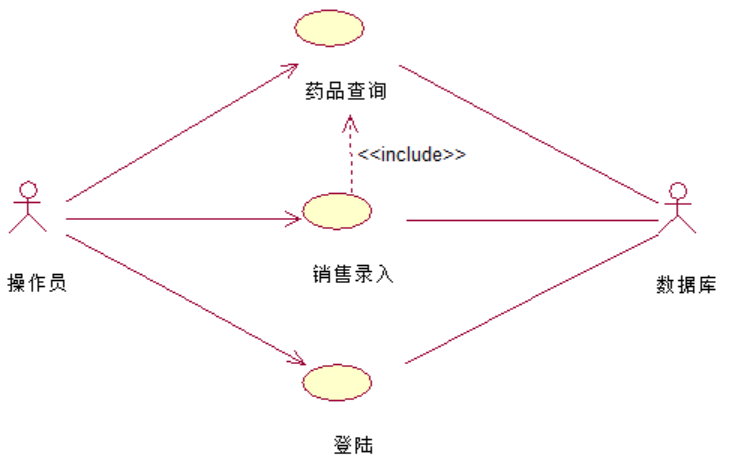 药品查询
<<include>>
操作员
销售录入
数据库
登陆